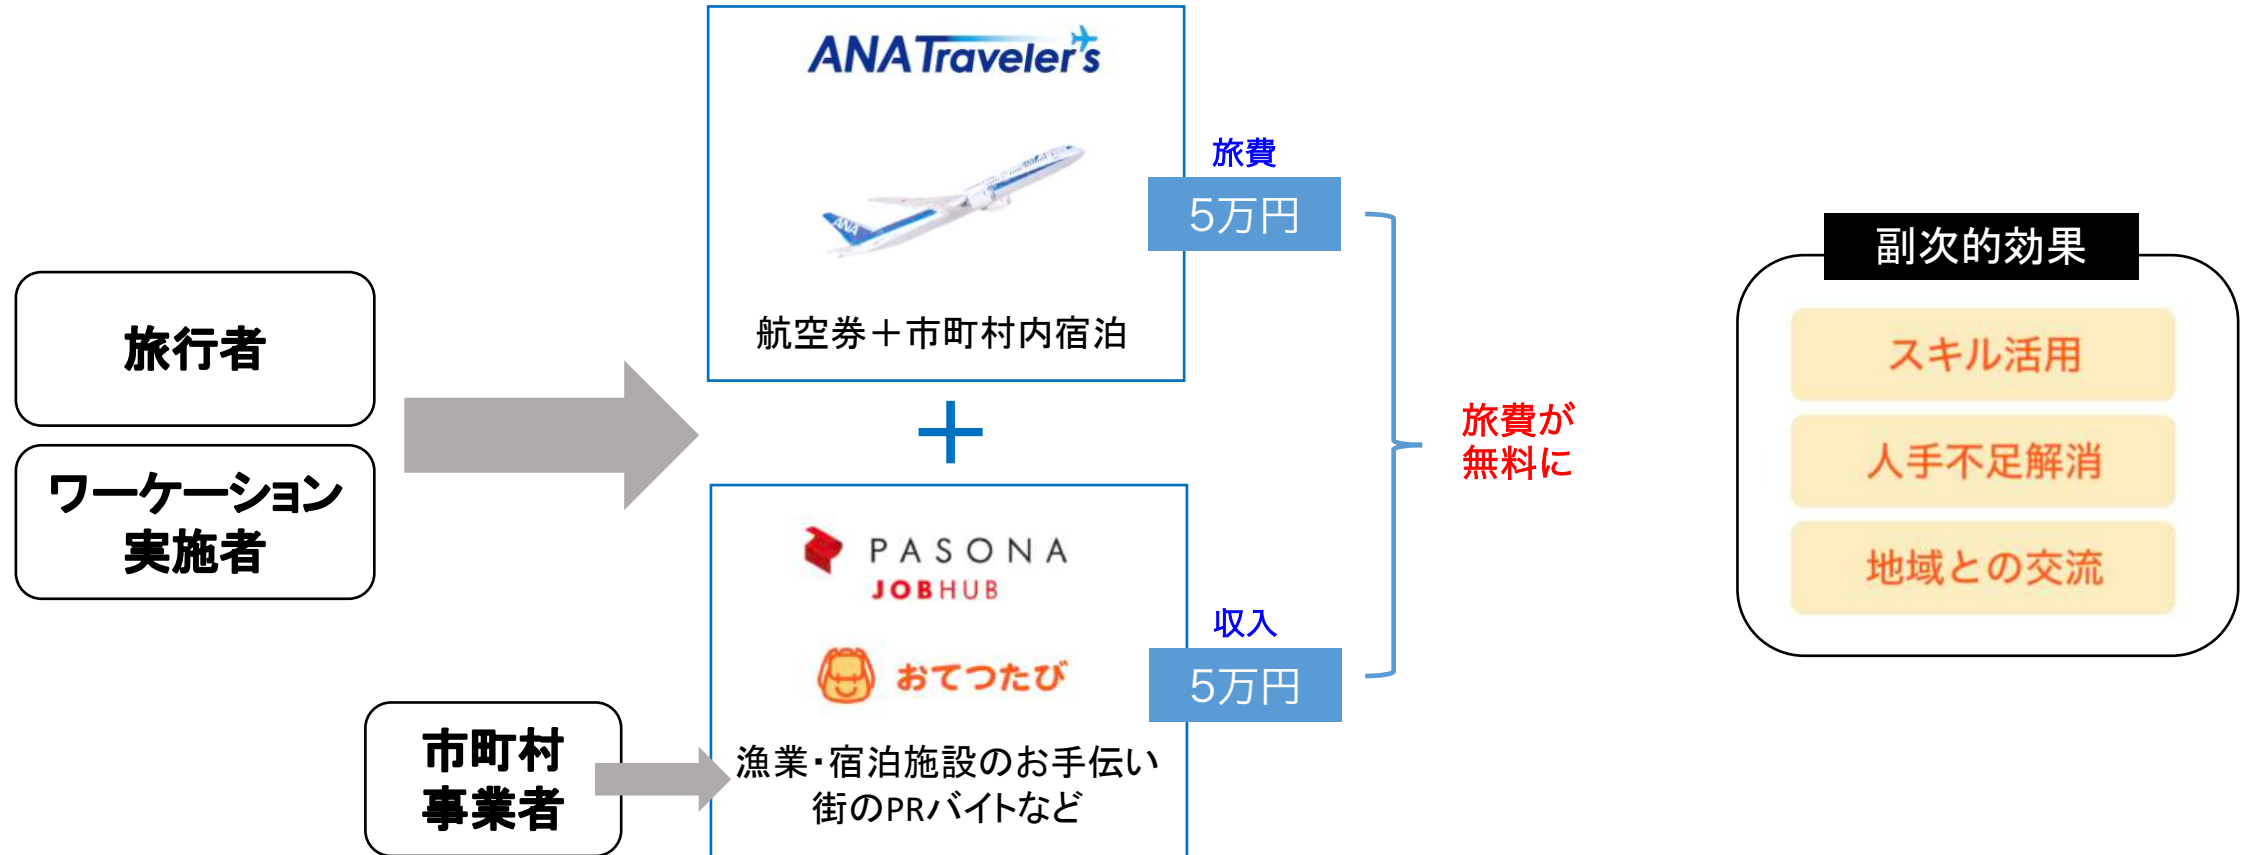 旅行者
ワーケーション
実施者
市町村
事業者
ANA Traveler's
ANA
航空券＋市町村内宿泊
旅費
5万円
＋
PASONA
JOBHUB
おてつたび
漁業・宿泊施設のお手伝い
街のPRバイトなど
収入
5万円
旅費が
無料に
副次的効果
スキル活用
人手不足解消
地域との交流